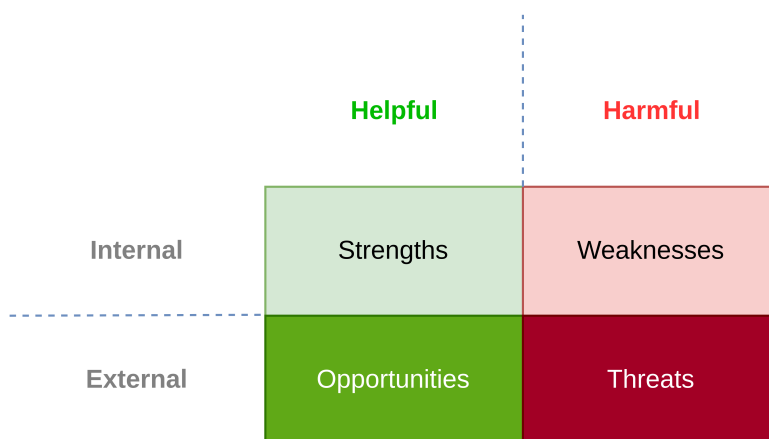 Helpful
Harmful
Internal
Strengths
Weaknesses
External
Opportunities
Threats